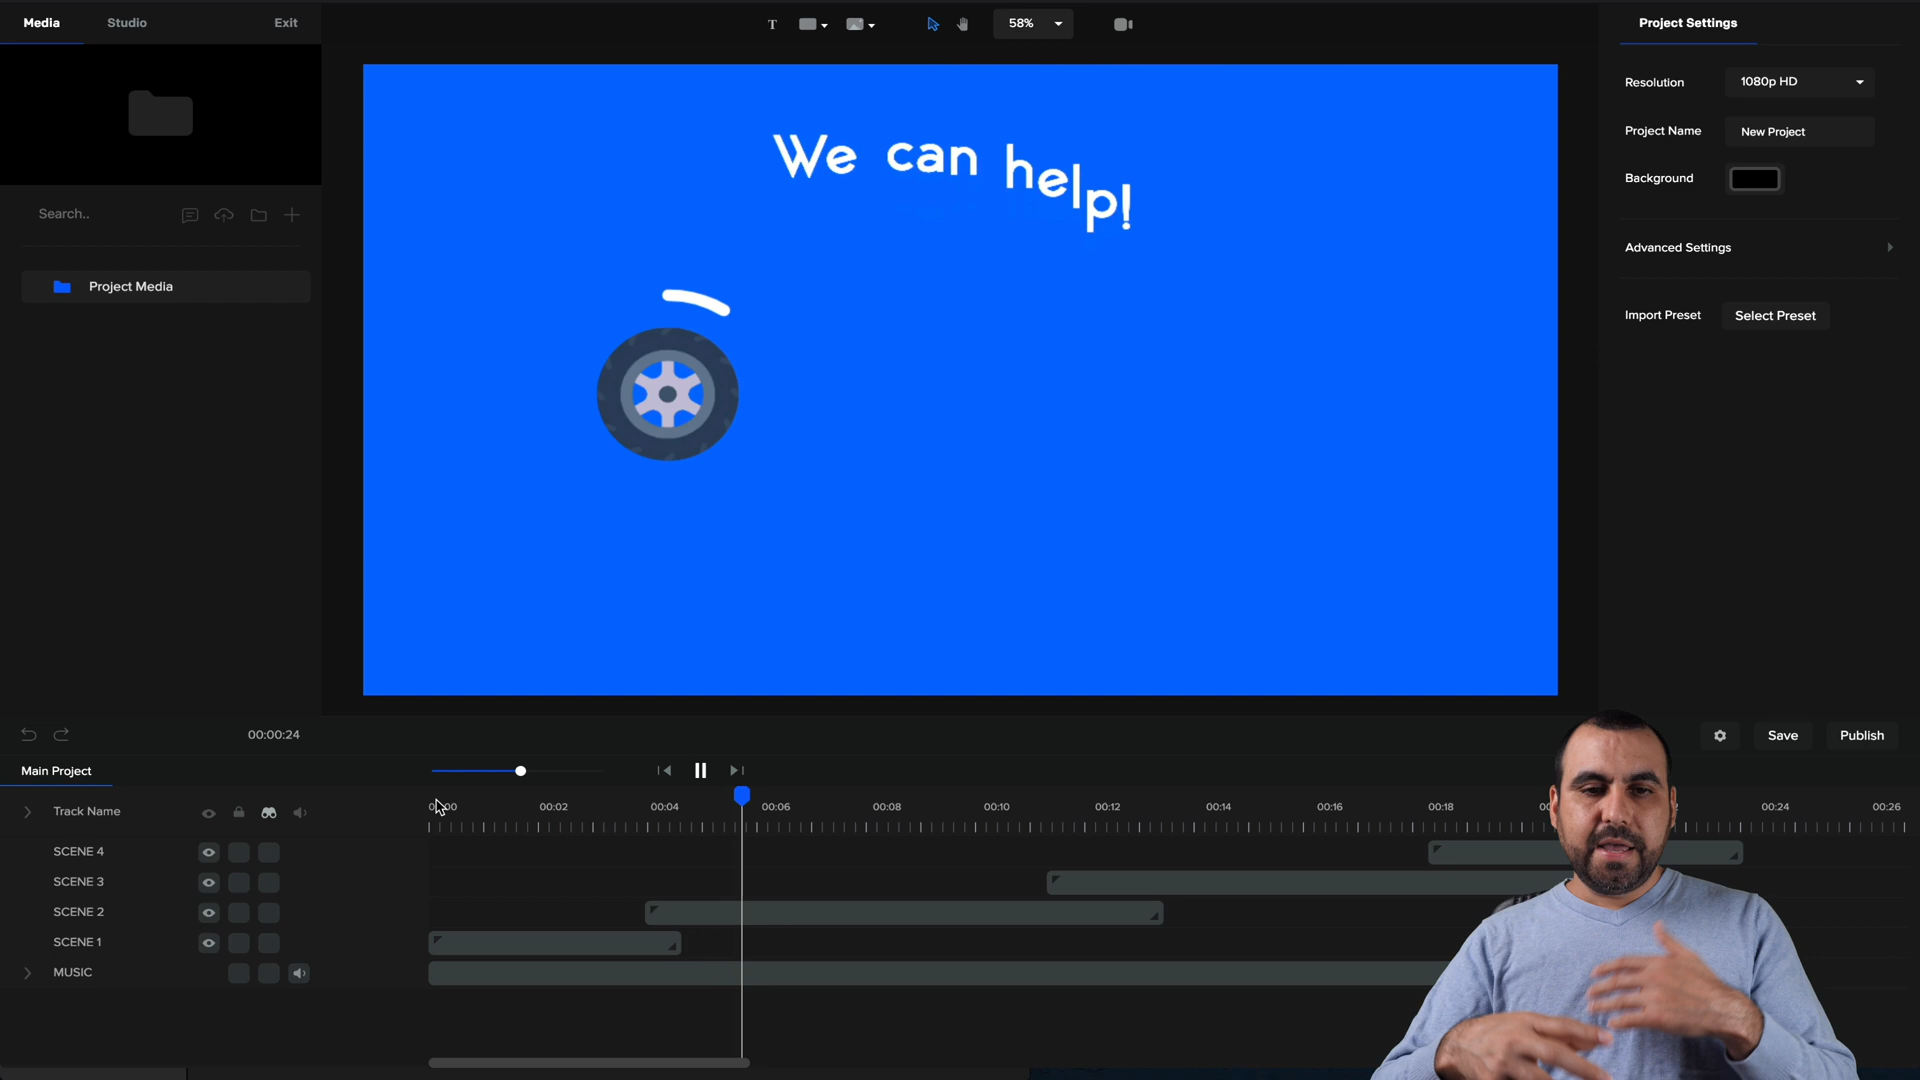 Media
Studio
Exit
T
58%
Project Settings
Resolution
1080p HD
Project Name
New Project
Background
Advanced Settings
Import Preset
Select Preset
Search..
Project Media
We can help!
00:00:24
Save
Publish
Main Project
Track Name
00:02
00:04
00:06
00:08
00:10
00:12
00:14
00:16
00:18
00:24
00:26
SCENE 4
SCENE 3
SCENE 2
SCENE 1
MUSIC